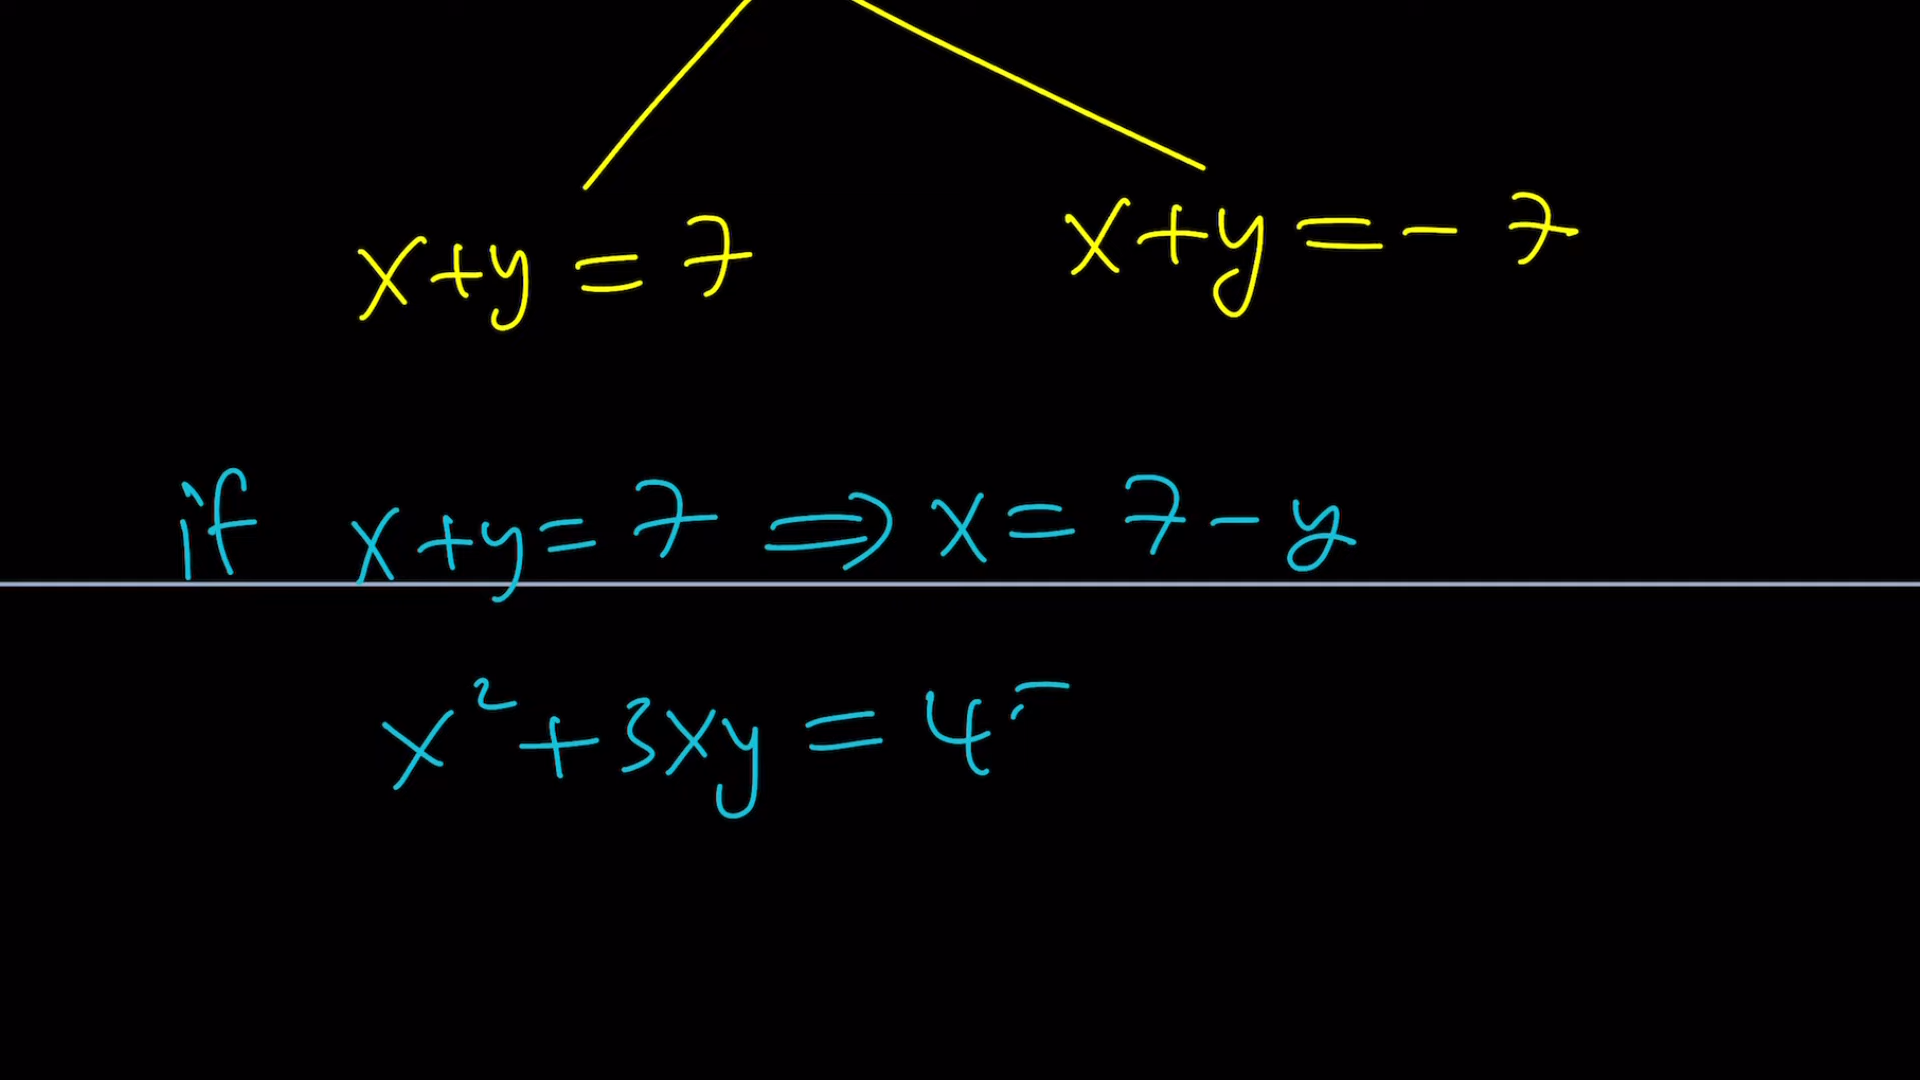 x+y=7 x+y=-7
if x+y=7 ⇒ x=7-y
x²+3xy=4